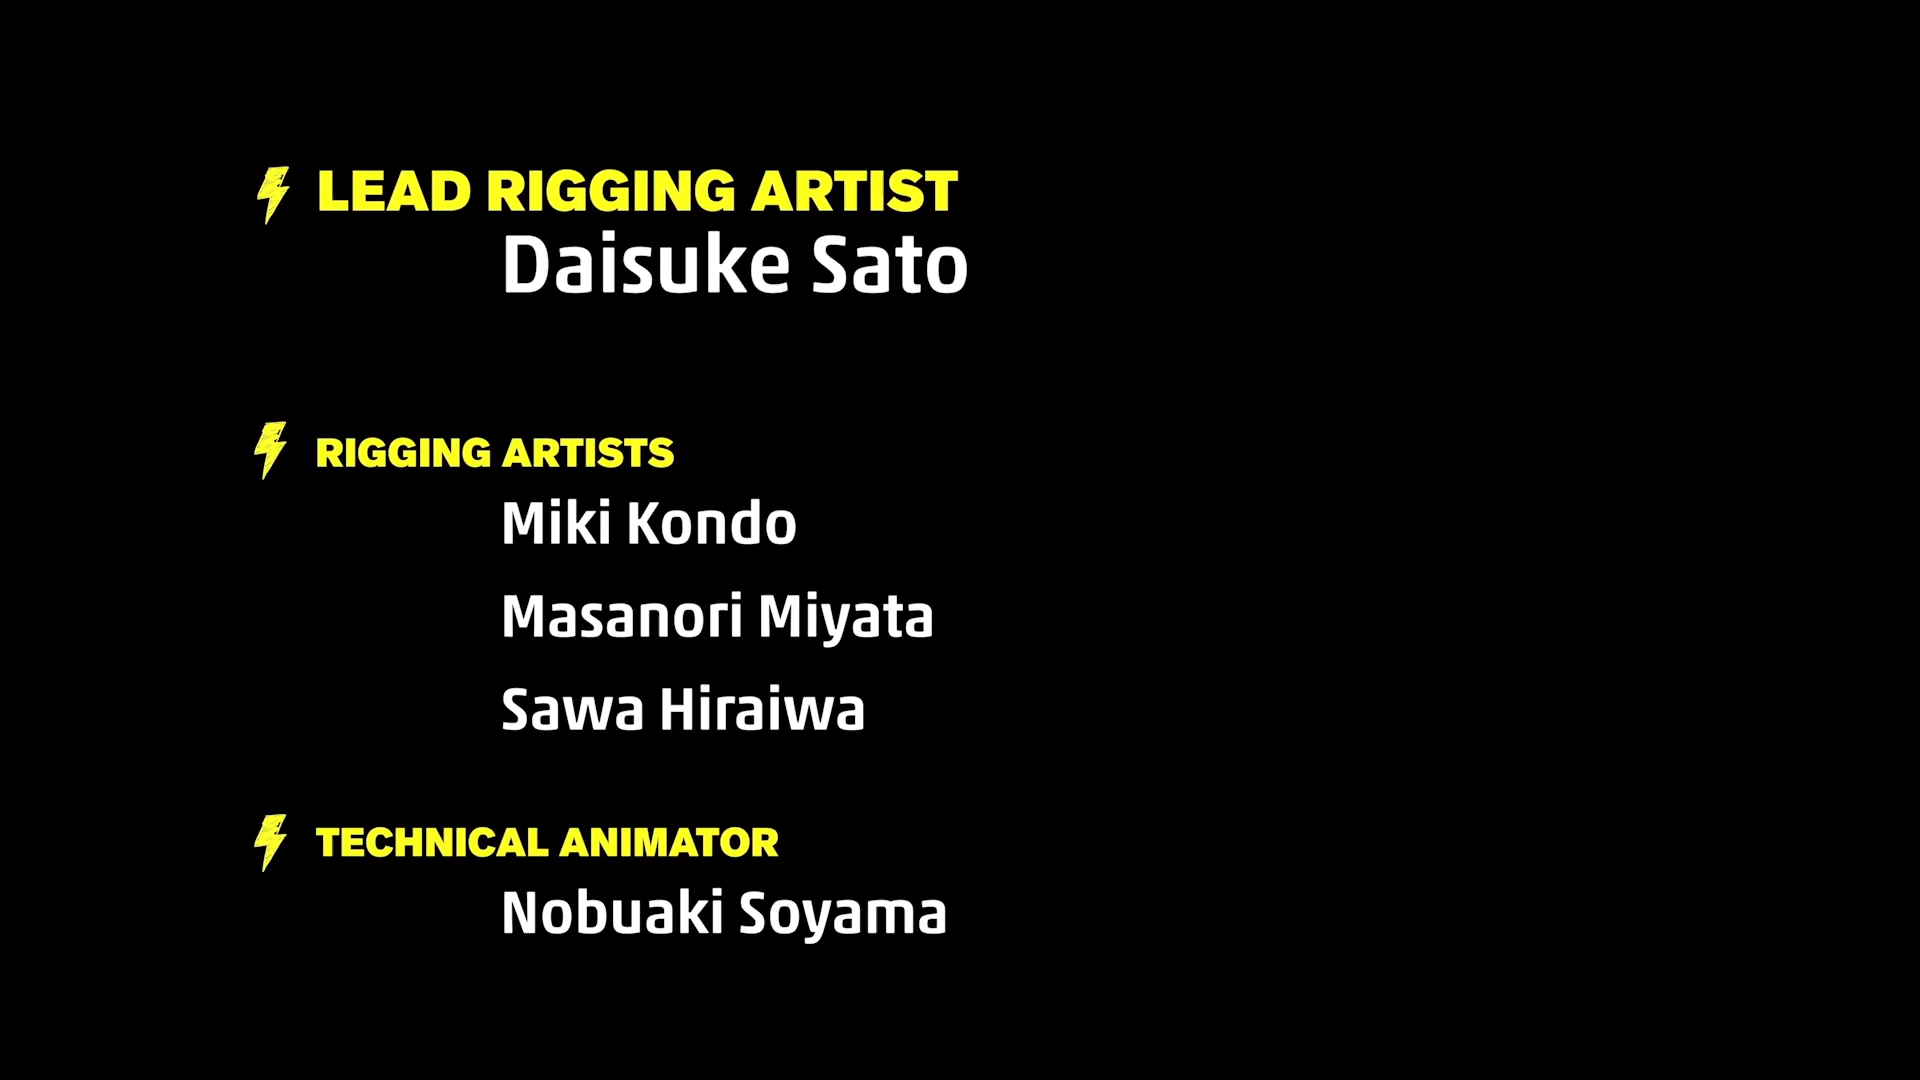 LEAD RIGGING ARTIST
Daisuke Sato
RIGGING ARTISTS
Miki Kondo
Masanori Miyata
Sawa Hiraiwa
TECHNICAL ANIMATOR
Nobuaki Soyama